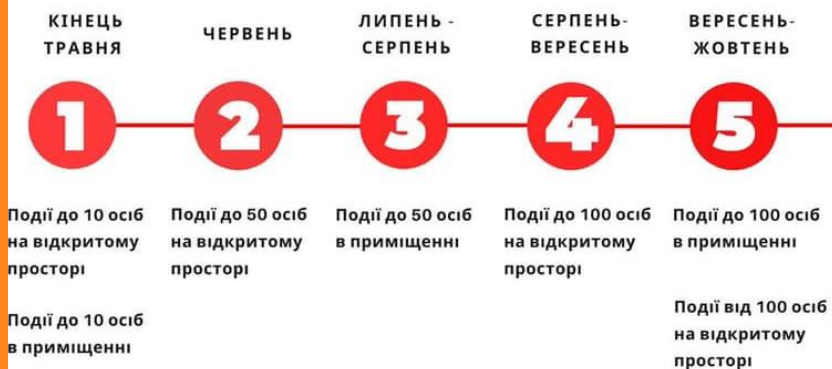 КІНЕЦЬ
ТРАВНЯ
ЧЕРВЕНЬ
ЛИПЕНЬ -
СЕРПЕНЬ
СЕРПЕНЬ-
ВЕРЕСЕНЬ
ВЕРЕСЕНЬ-
ЖОВТЕНЬ
1
2
3
4
5
Події до 10 осіб
на відкритому
просторі
Події до 10 осіб
в приміщенні
Події до 50 осіб
на відкритому
просторі
Події до 50 осіб
в приміщенні
Події до 100 осіб
на відкритому
просторі
Події до 100 осіб
в приміщенні
Події від 100 осіб
на відкритому
просторі